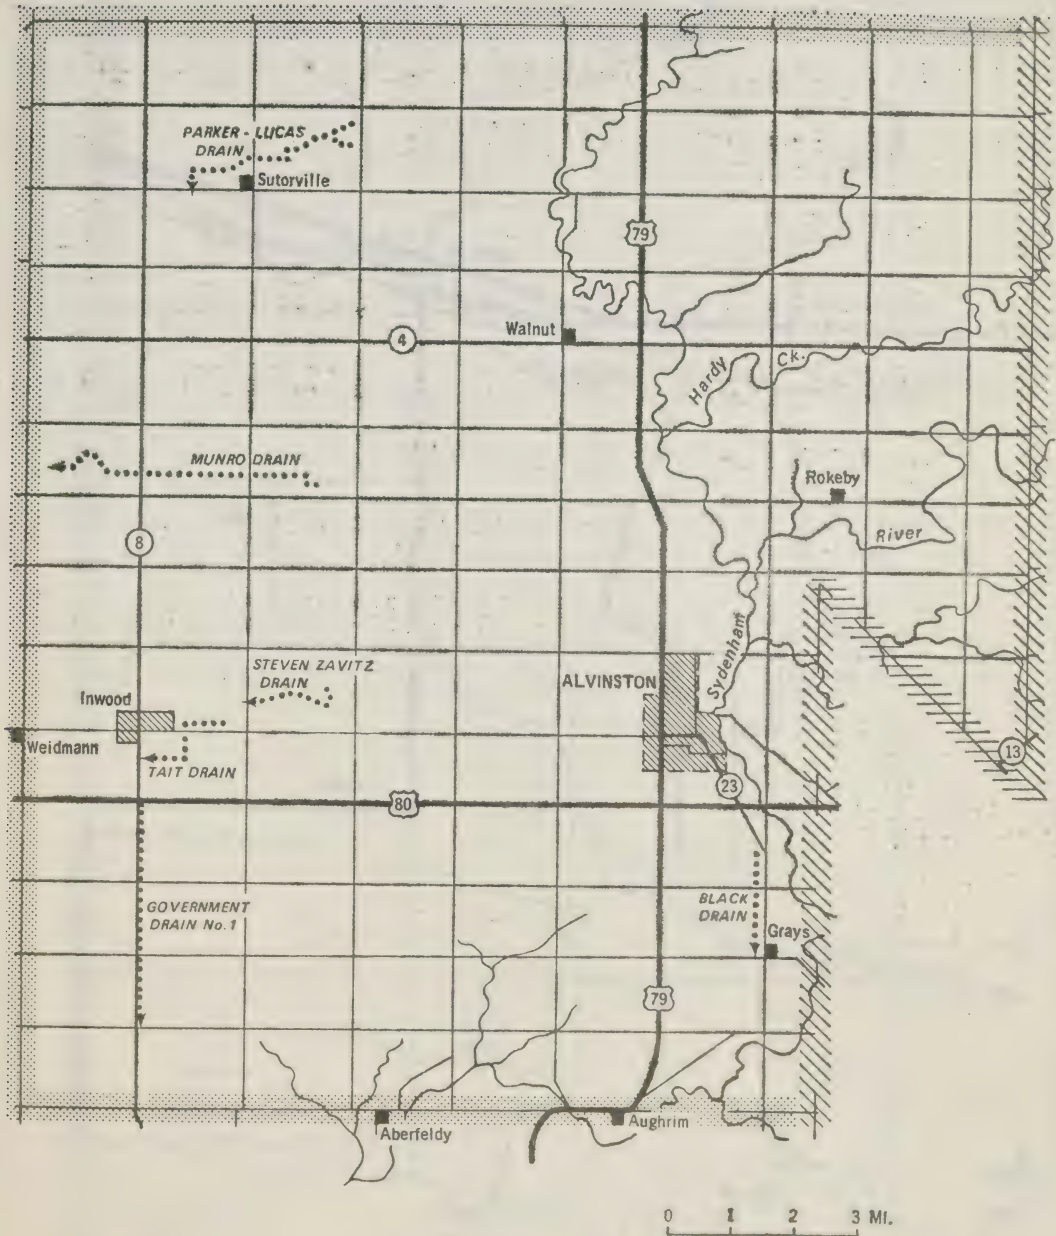 PARKER - LUCAS
DRAIN
Sutorville
79
Walnut
4
Hardy
Ck.
MUNRO DRAIN
Rokeby
8
River
Sydenham
STEVEN ZAVITZ
DRAIN
ALVINSTON
Inwood
Weidmann
TAIT DRAIN
13
23
80
GOVERNMENT
DRAIN No. 1
BLACK
DRAIN
Grays
79
Aberfeldy
Aughrim
0 1 2 3 MI.